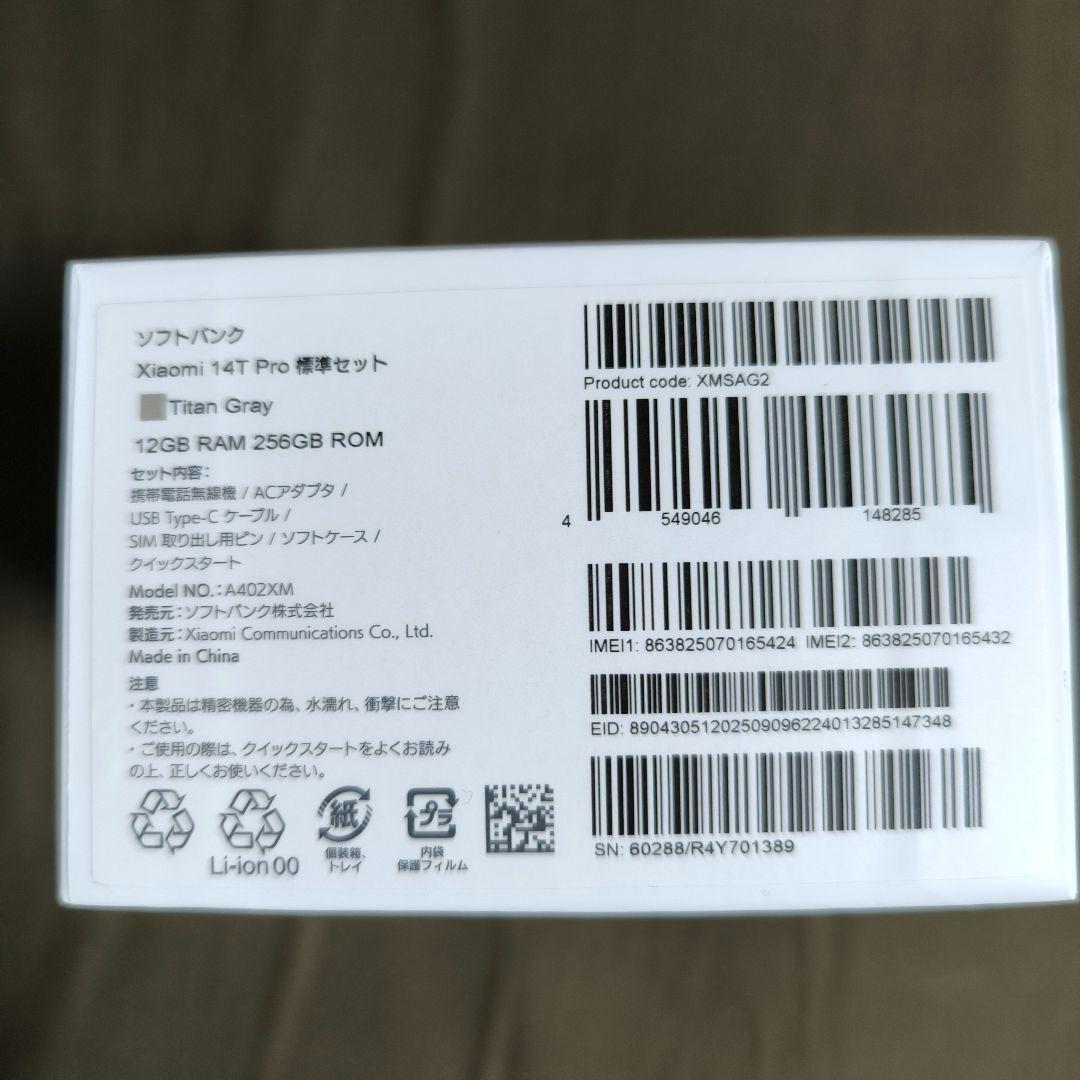 ソフトバンク
Xiaomi 14T Pro 標準セット
Titan Gray
12GB RAM 256GB ROM
セット内容:
携帯電話無線機 / ACアダプタ /
USB Type-C ケーブル /
SIM 取り出し用ピン / ソフトケース /
クイックスタート
Model NO.: A402XM
発売元: ソフトバンク株式会社
製造元: Xiaomi Communications Co., Ltd.
Made in China
注意
・本製品は精密機器の為、水濡れ、衝撃にご注意
ください。
・ご使用の際は、クイックスタートをよくお読み
の上、正しくお使いください。
Li-ion 00
紙
個装箱、
トレイ
プラ
内袋
保護フィルム
Product code: XMSAG2
4 549046 148285
IMEI1: 863825070165424 IMEI2: 863825070165432
EID: 89043051202509096224013285147348
SN: 60288/R4Y701389